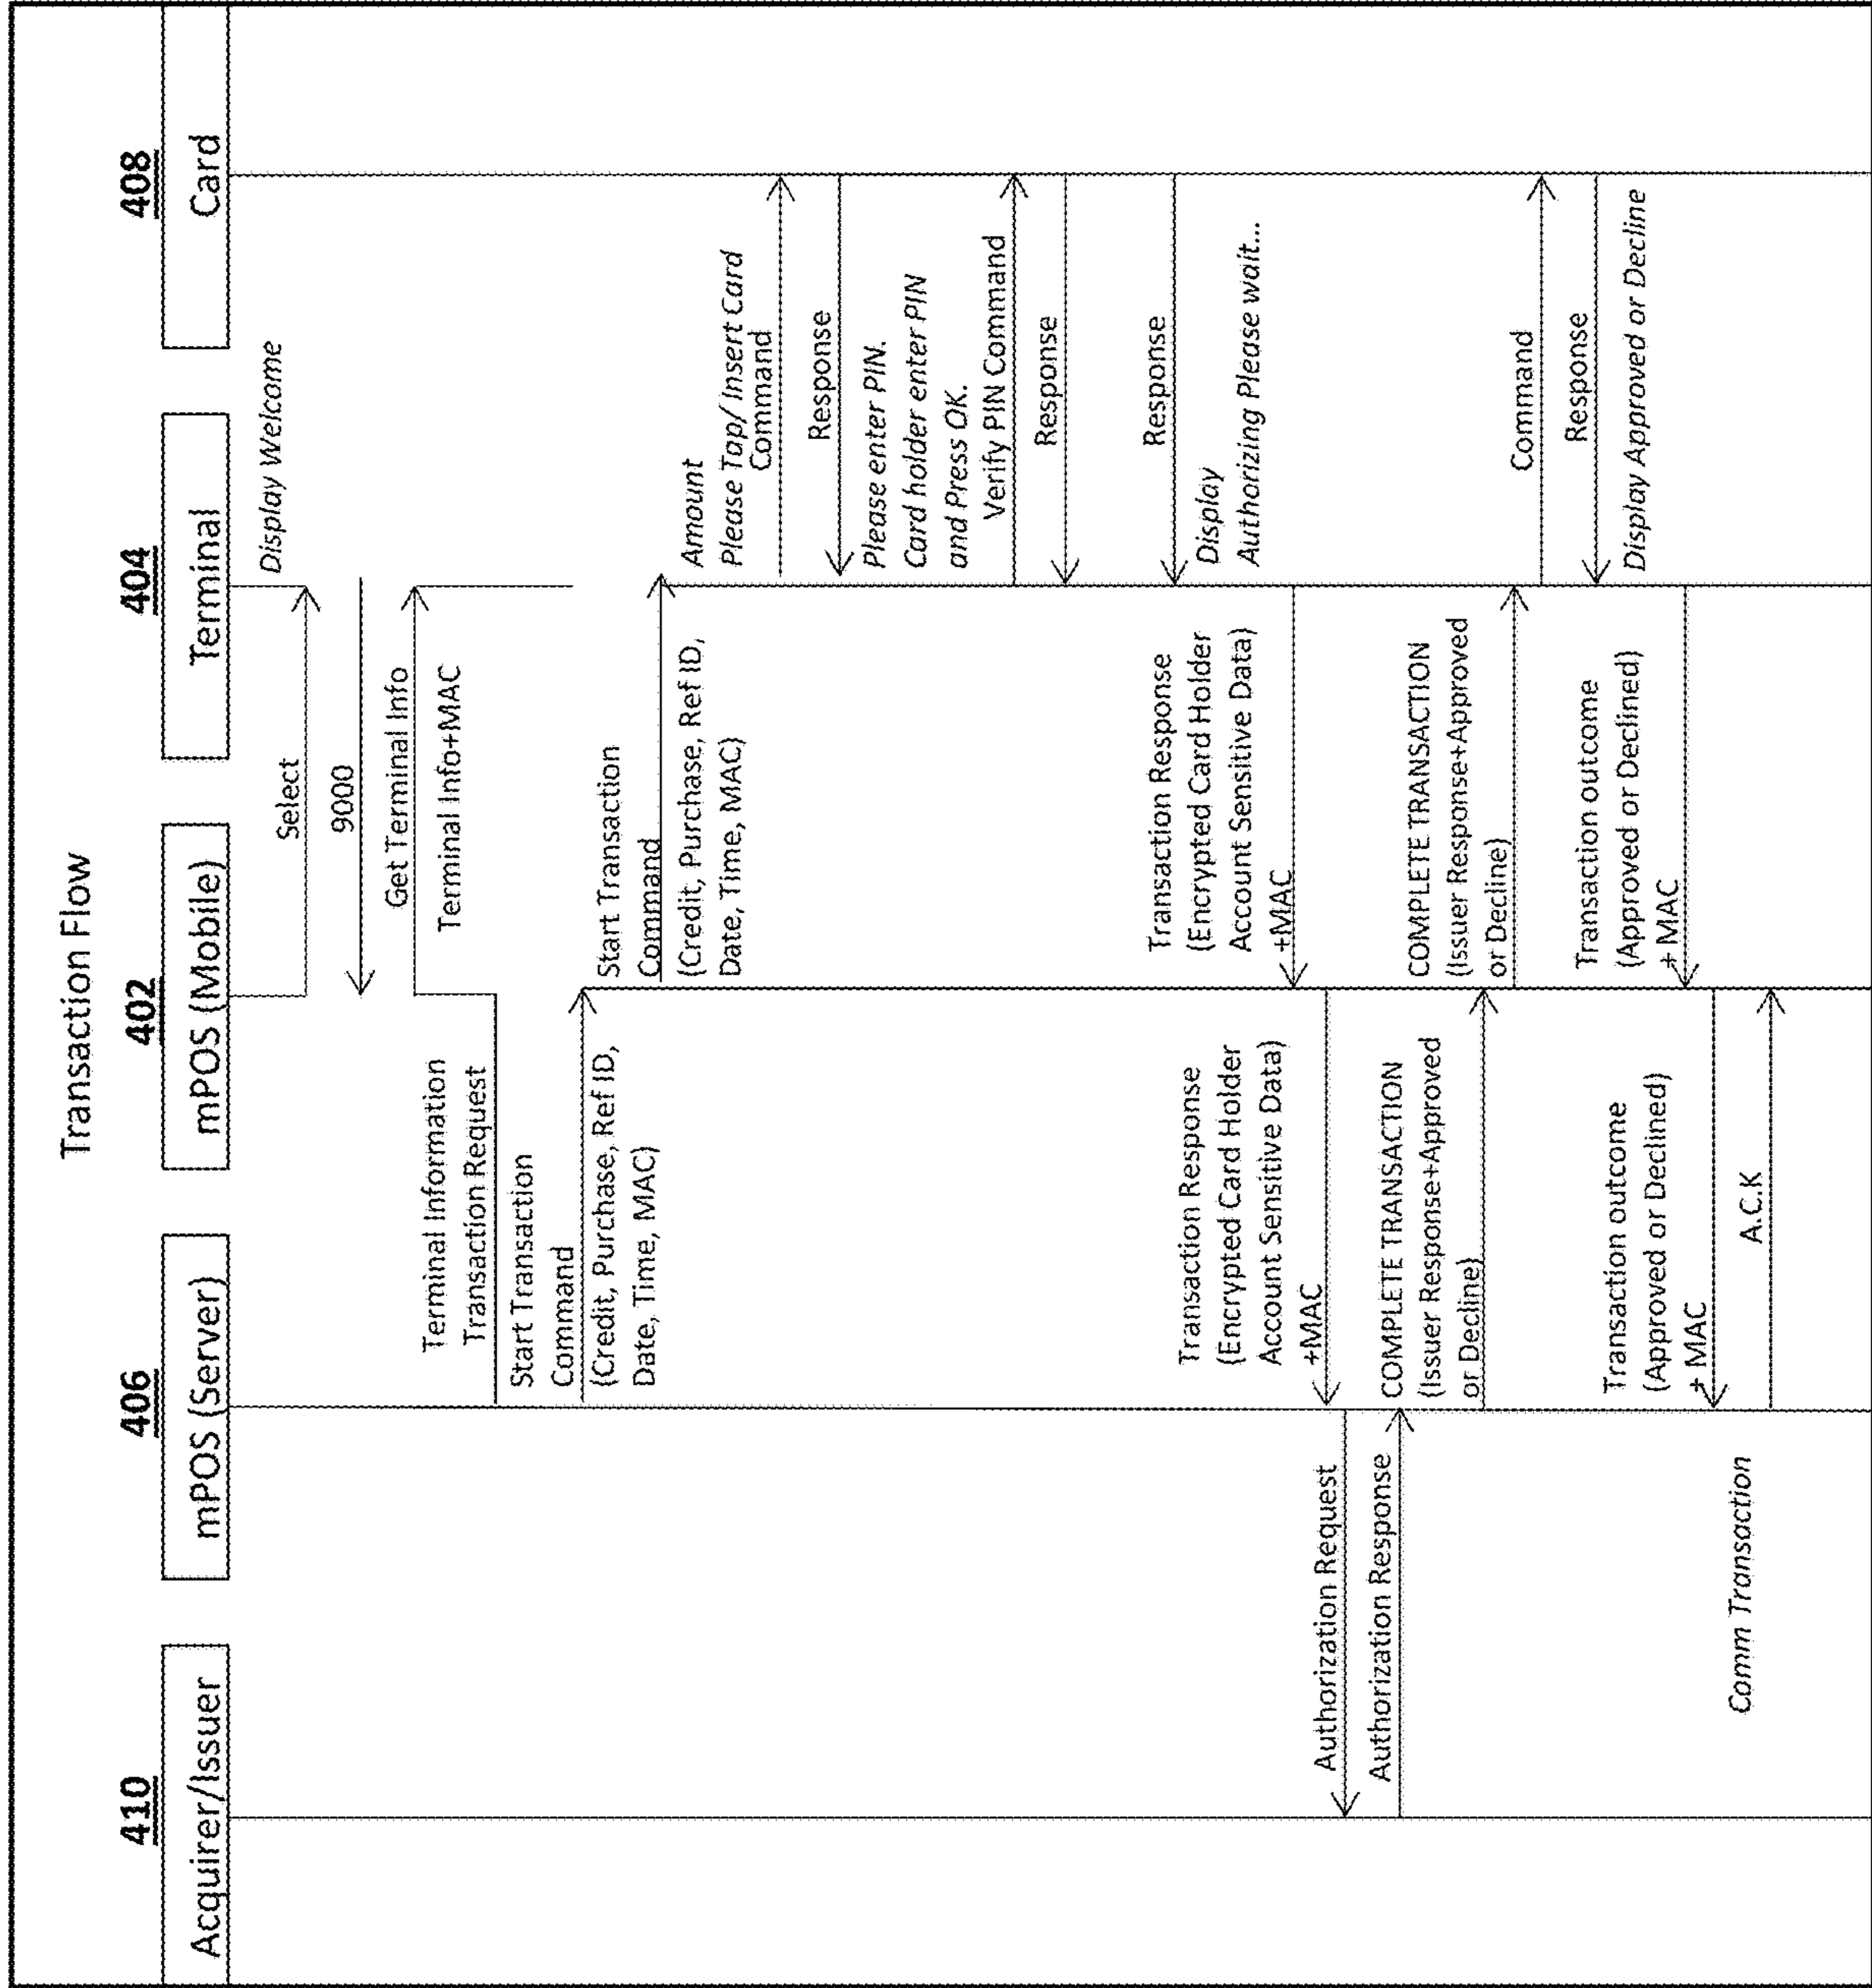 Transaction Flow
410
406
402
404
408
Acquirer/Issuer
mPOS (Server)
mPOS (Mobile)
Terminal
Card
Display Welcome
Select
9000
Get Terminal Info
Terminal Info+MAC
Terminal Information
Transaction Request
Start Transaction
Command
(Credit, Purchase, Ref ID,
Date, Time, MAC)
Start Transaction
Command
(Credit, Purchase, Ref ID,
Date, Time, MAC)
Amount
Please Tap/ Insert Card
Command
Response
Please enter PIN.
Card holder enter PIN
and Press OK.
Verify PIN Command
Response
Response
Display
Authorizing Please wait...
Transaction Response
(Encrypted Card Holder
Account Sensitive Data)
+MAC
Transaction Response
(Encrypted Card Holder
Account Sensitive Data)
+MAC
Authorization Request
Authorization Response
COMPLETE TRANSACTION
(Issuer Response+Approved
or Decline)
COMPLETE TRANSACTION
(Issuer Response+Approved
or Decline)
Command
Response
Display Approved or Decline
Transaction outcome
(Approved or Declined)
+ MAC
Transaction outcome
(Approved or Declined)
+ MAC
A.C.K
Comm Transaction